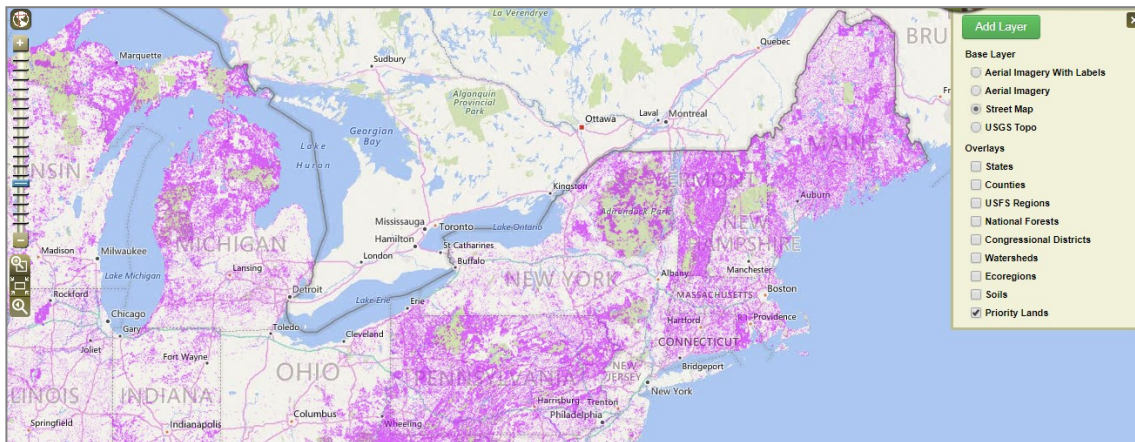 La Verendrye
Quebec
BRU
Marquette
Sudbury
Algonquin
Provincial
Park
Ottawa
Laval
Montreal
Georgian
Bay
Lake
Huron
MAINE
Auburn
Kingston
Adirondack Park
NEW
HAMPSHIRE
Mississauga
Toronto
Lake Ontario
Hamilton
St Catharines
London
Buffalo
Madison
Milwaukee
MICHIGAN
Lake Michigan
Lansing
Detroit
Rockford
Chicago
Gary
Joliet
Toledo
Lake Erie
Erie
Cleveland
NEW YORK
Albany
Manchester
MASSACHUSETTS
Boston
Hartford
R I
Providence
CONNECTICUT
Bridgeport
Fort Wayne
OHIO
PENNSYLVANIA
NEW
JERSEY
New York
Harrisburg
Trenton
Philadelphia
INDIANA
Springfield
Indianapolis
Columbus
Wheeling
Add Layer
Base Layer
Aerial Imagery With Labels
Aerial Imagery
Street Map
USGS Topo
Overlays
States
Counties
USFS Regions
National Forests
Congressional Districts
Watersheds
Ecoregions
Soils
Priority Lands